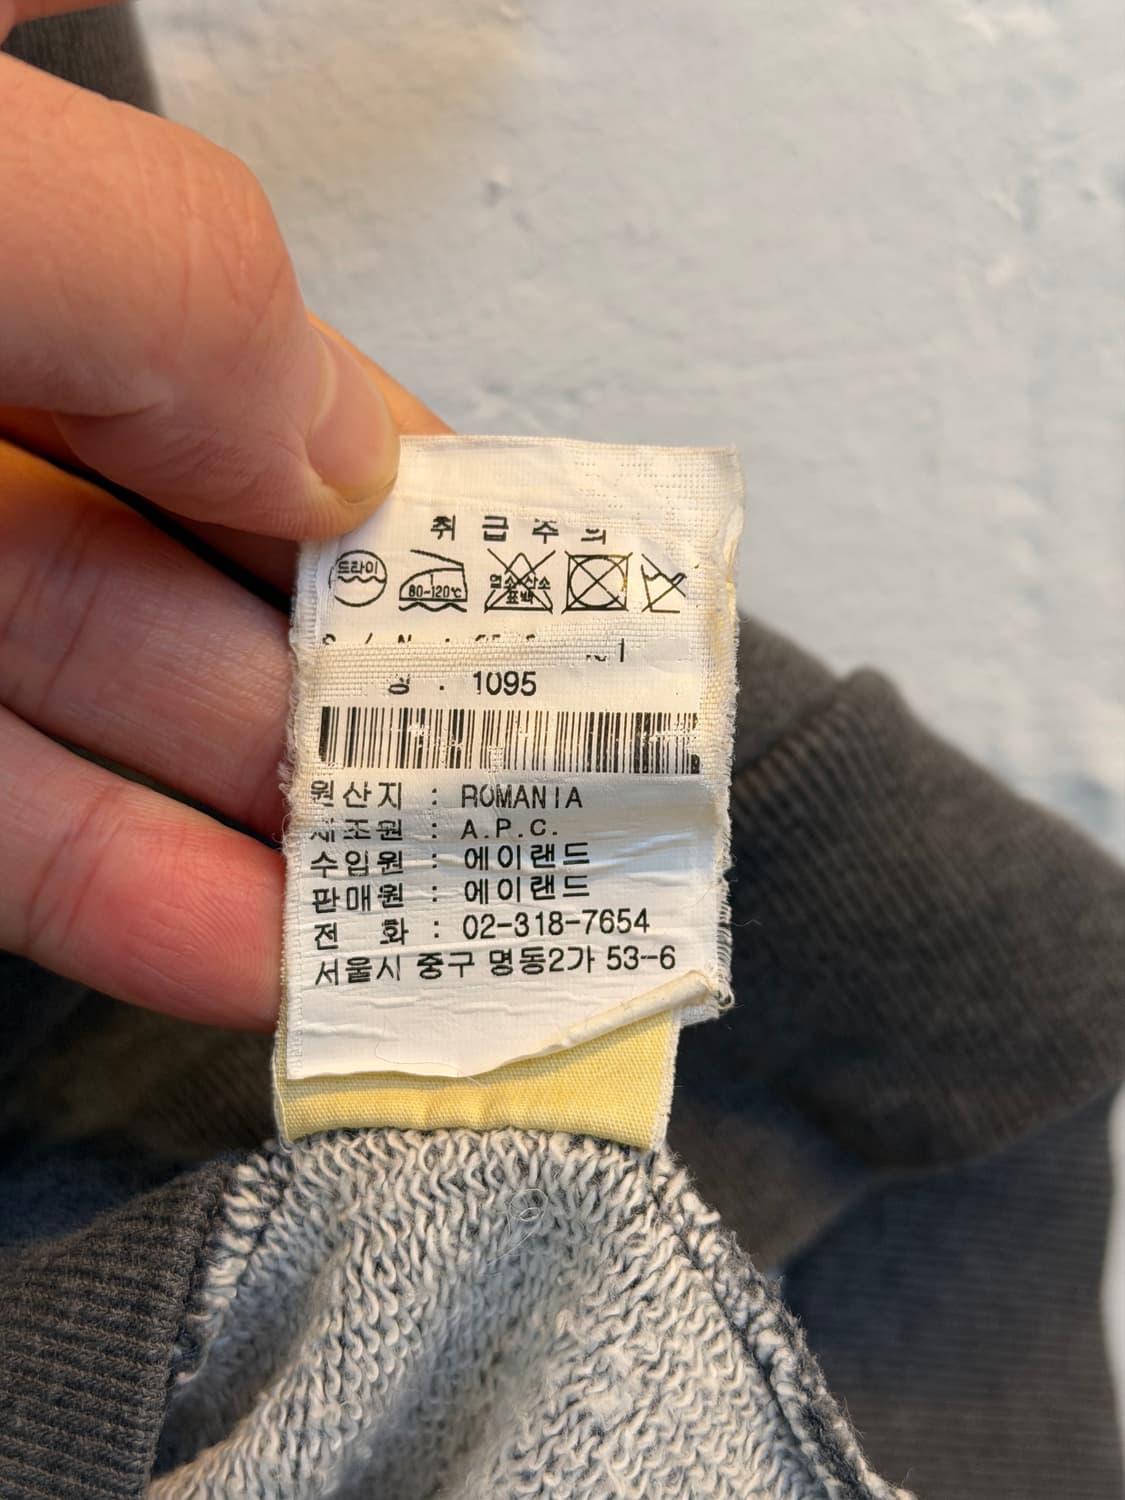 취급주의
드라이 80~120℃ 염소산소
표백
1095
원산지 : ROMANIA
제조원 : A.P.C.
수입원 : 에이랜드
판매원 : 에이랜드
전 화 : 02-318-7654
서울시 중구 명동2가 53-6